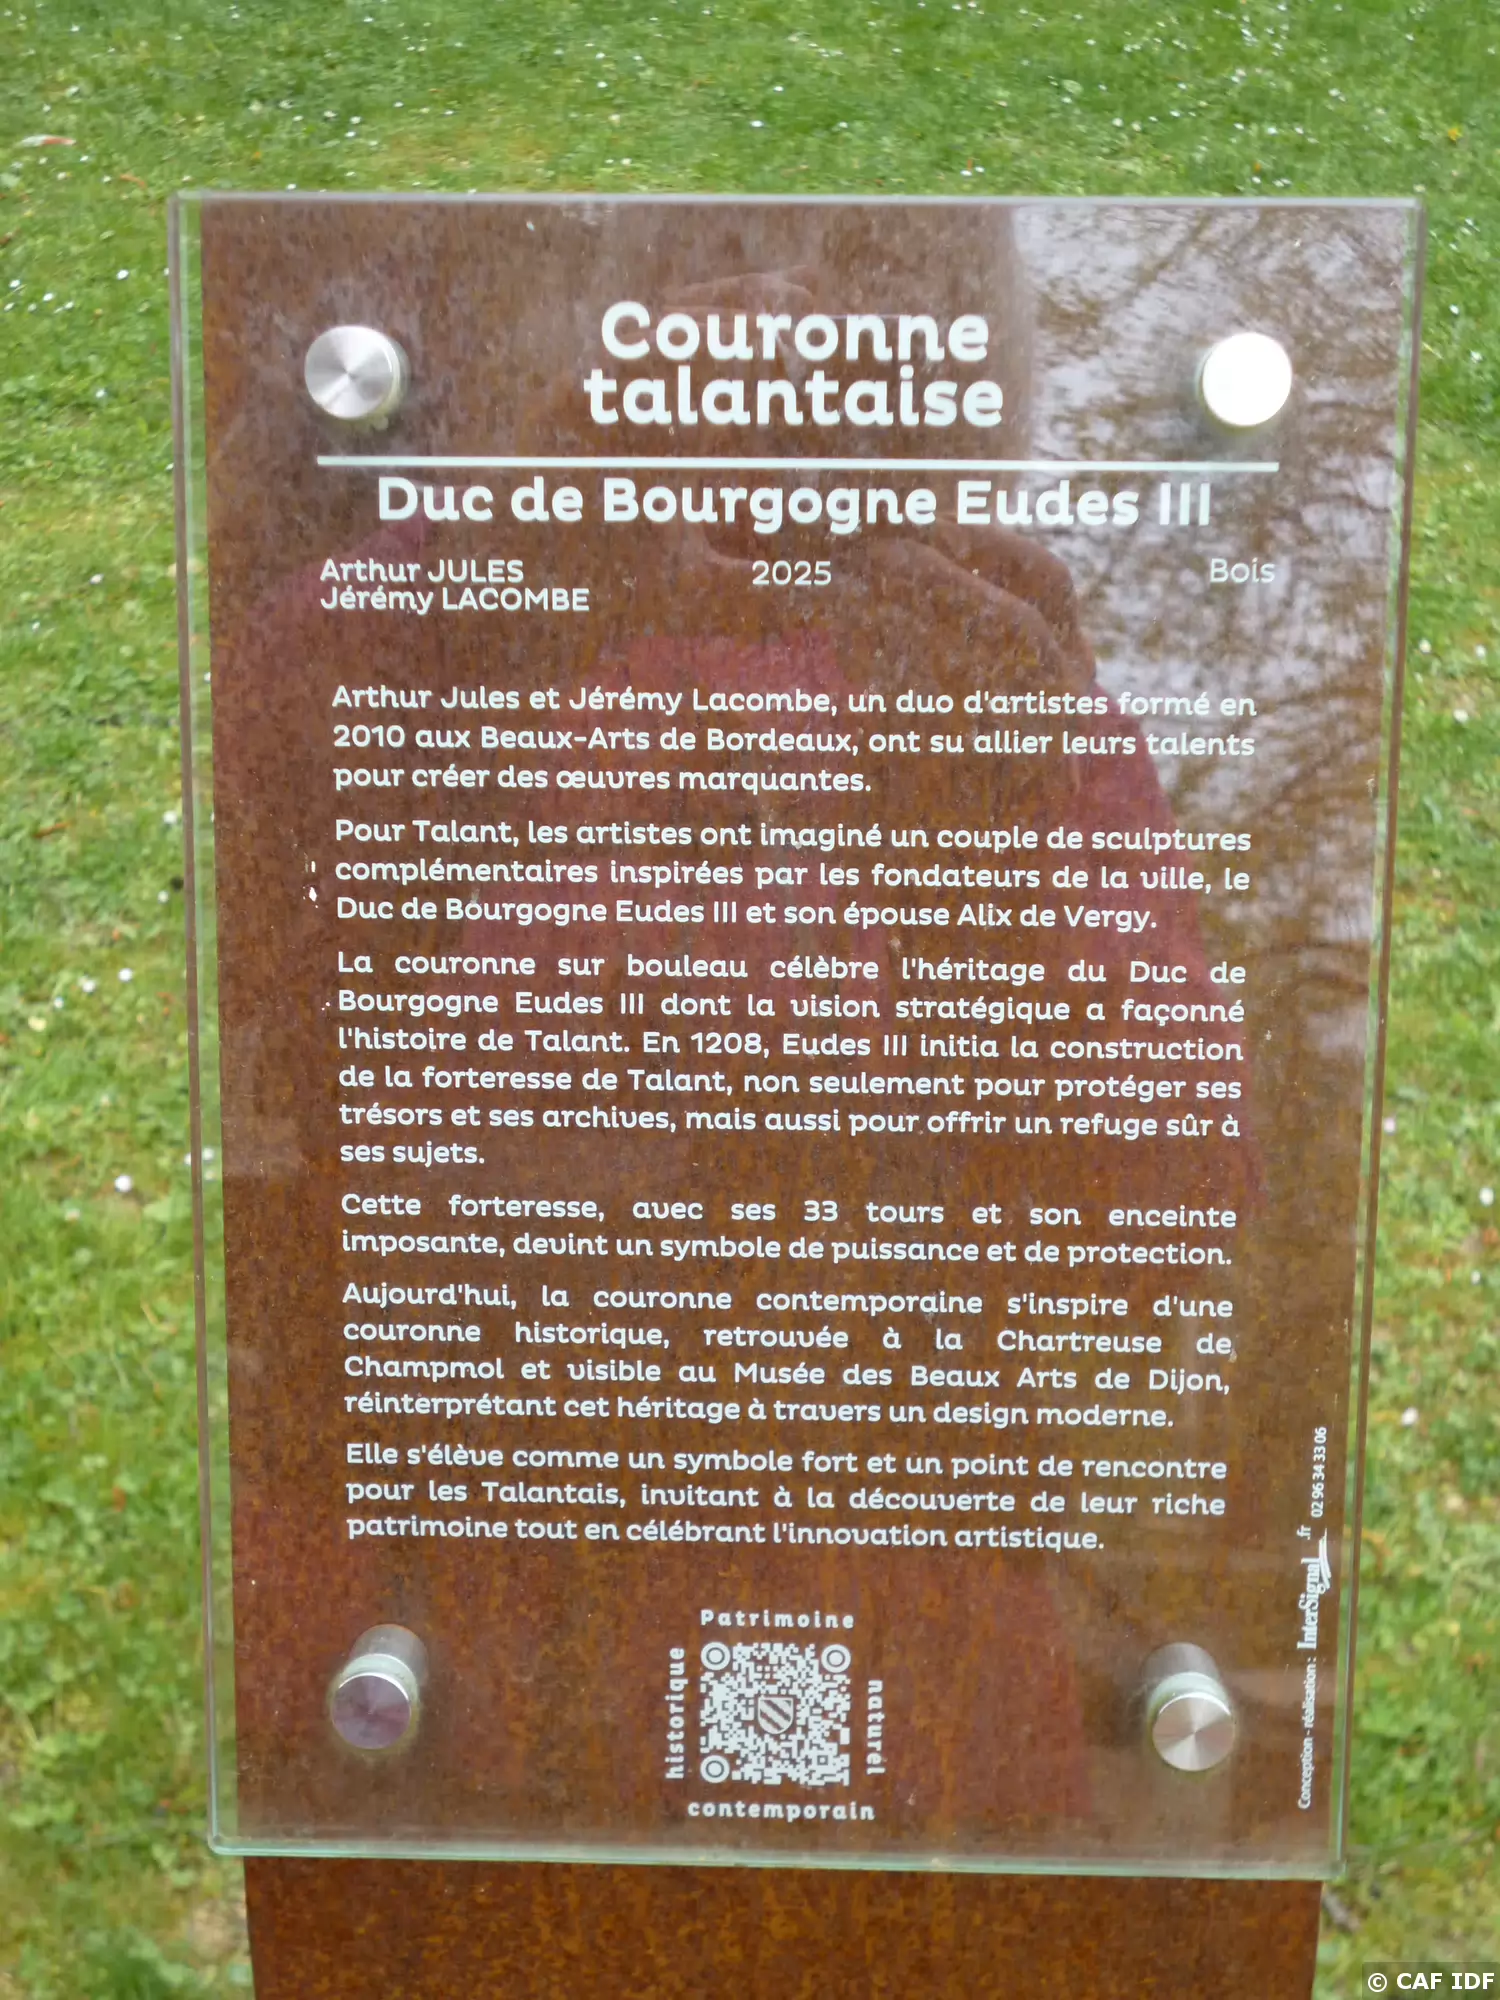 Couronne
talantaise
Duc de Bourgogne Eudes III
Arthur JULES
Jérémy LACOMBE
2025
Bois
Arthur Jules et Jérémy Lacombe, un duo d'artistes formé en
2010 aux Beaux-Arts de Bordeaux, ont su allier leurs talents
pour créer des œuvres marquantes.
Pour Talant, les artistes ont imaginé un couple de sculptures
complémentaires inspirées par les fondateurs de la ville, le
Duc de Bourgogne Eudes III et son épouse Alix de Vergy.
La couronne sur bouleau célèbre l'héritage du Duc de
Bourgogne Eudes III dont la vision stratégique a façonné
l'histoire de Talant. En 1208, Eudes III initia la construction
de la forteresse de Talant, non seulement pour protéger ses
trésors et ses archives, mais aussi pour offrir un refuge sûr à
ses sujets.
Cette forteresse, avec ses 33 tours et son enceinte
imposante, devint un symbole de puissance et de protection.
Aujourd'hui, la couronne contemporaine s'inspire d'une
couronne historique, retrouvée à la Chartreuse de
Champmol et visible au Musée des Beaux Arts de Dijon,
réinterprétant cet héritage à travers un design moderne.
Elle s'élève comme un symbole fort et un point de rencontre
pour les Talantais, invitant à la découverte de leur riche
patrimoine tout en célébrant l'innovation artistique.
Patrimoine
historique
naturel
contemporain
Conception - réalisation : InterSignal.fr 02 96 34 33 06
© CAF IDF